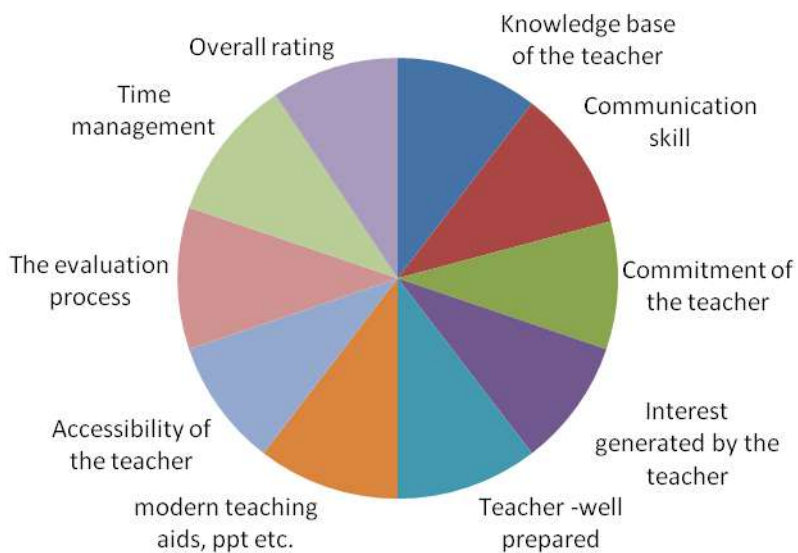 Knowledge base
of the teacher
Communication
skill
Commitment of
the teacher
Interest
generated by the
teacher
Teacher -well
prepared
modern teaching
aids, ppt etc.
Accessibility of
the teacher
The evaluation
process
Time
management
Overall rating